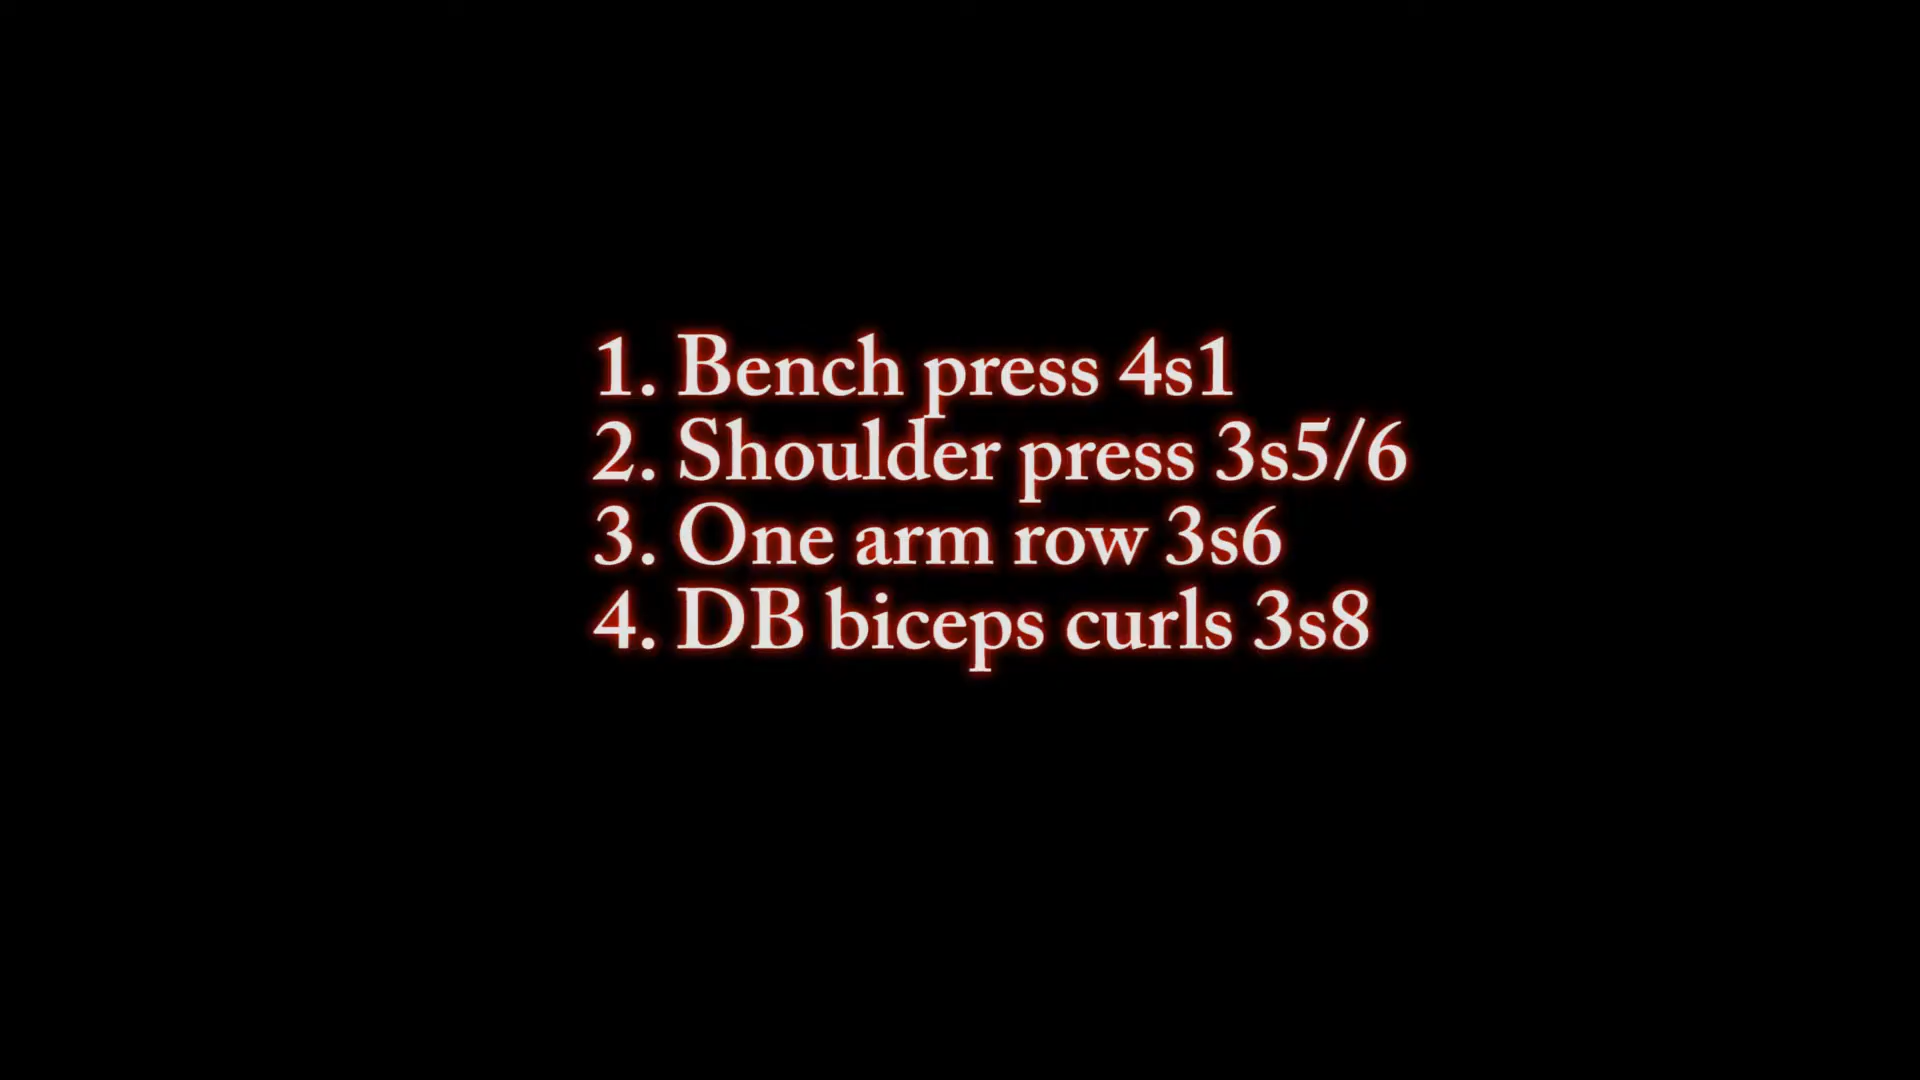 1. Bench press 4s1
2. Shoulder press 3s5/6
3. One arm row 3s6
4. DB biceps curls 3s8